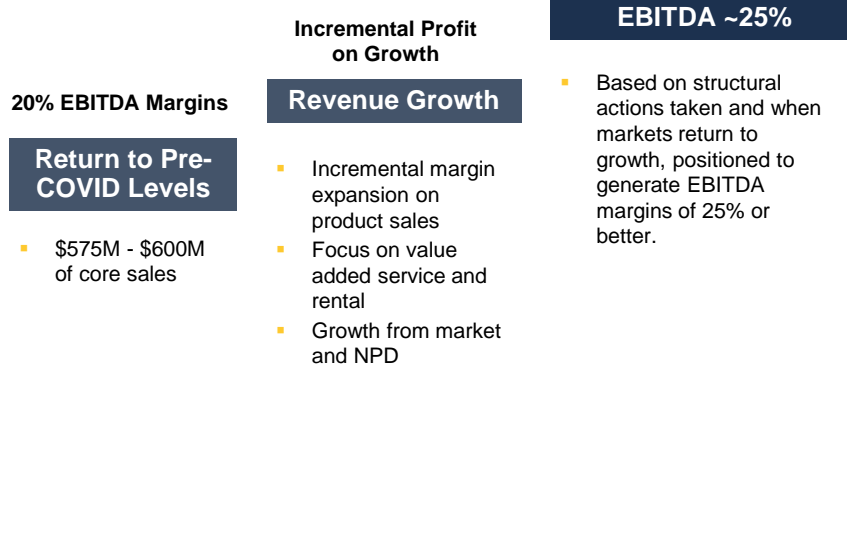 20% EBITDA Margins
Return to Pre-
COVID Levels
$575M - $600M
of core sales
Incremental Profit
on Growth
Revenue Growth
Incremental margin
expansion on
product sales
Focus on value
added service and
rental
Growth from market
and NPD
EBITDA ~25%
Based on structural
actions taken and when
markets return to
growth, positioned to
generate EBITDA
margins of 25% or
better.